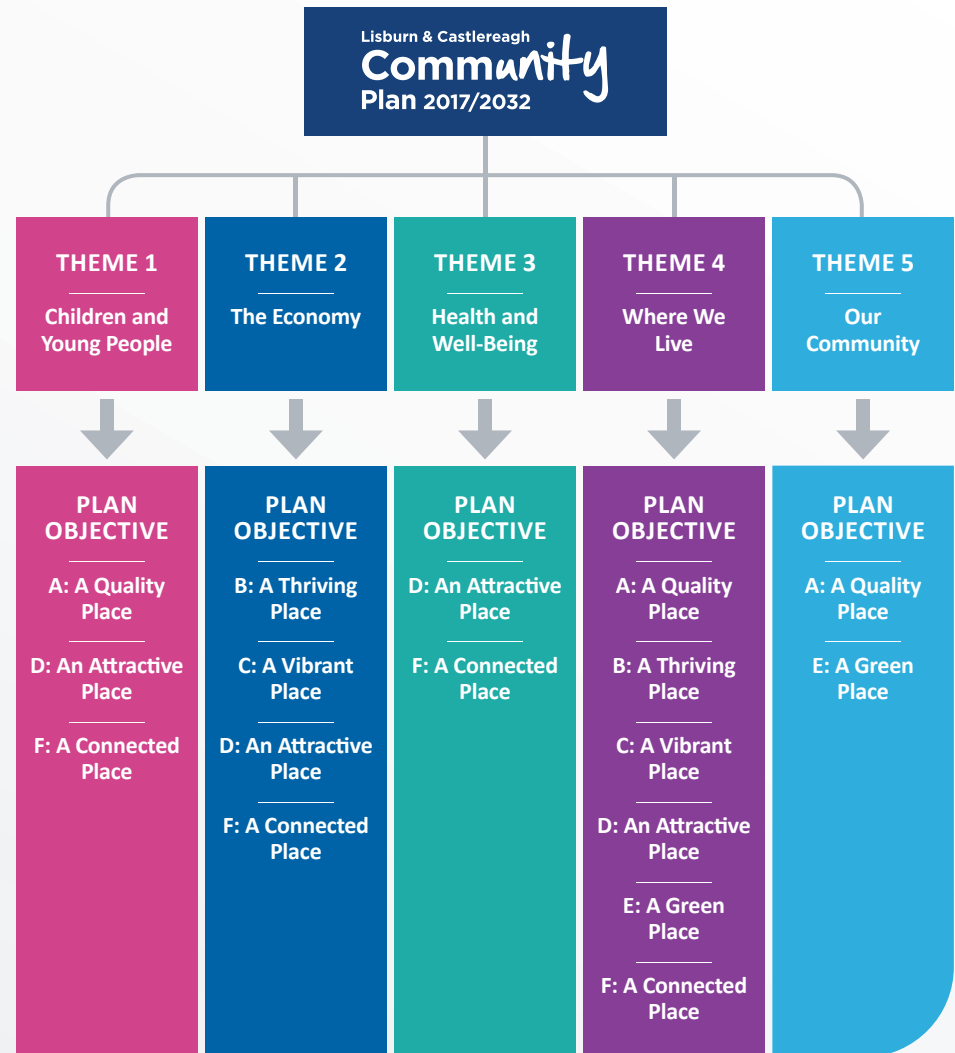 Lisburn & Castlereagh
Community
Plan 2017/2032
THEME 1
Children and
Young People
THEME 2
The Economy
THEME 3
Health and
Well-Being
THEME 4
Where We
Live
THEME 5
Our
Community
PLAN
OBJECTIVE
A: A Quality
Place
D: An Attractive
Place
F: A Connected
Place
PLAN
OBJECTIVE
B: A Thriving
Place
C: A Vibrant
Place
D: An Attractive
Place
F: A Connected
Place
PLAN
OBJECTIVE
D: An Attractive
Place
F: A Connected
Place
PLAN
OBJECTIVE
A: A Quality
Place
B: A Thriving
Place
C: A Vibrant
Place
D: An Attractive
Place
E: A Green
Place
F: A Connected
Place
PLAN
OBJECTIVE
A: A Quality
Place
E: A Green
Place